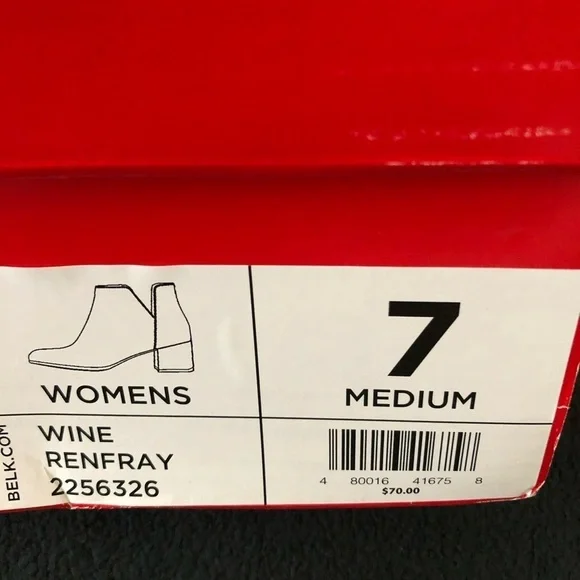 WOMENS
7
MEDIUM
BELK.COM
WINE
RENFRAY
2256326
4 80016 41675 8
$70.00